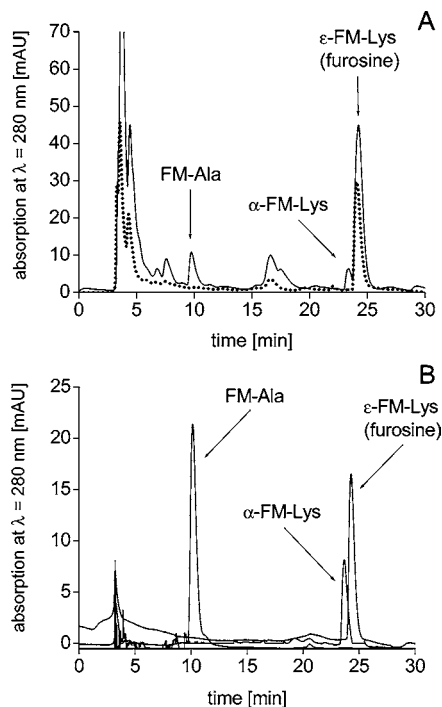 A
absorption at λ = 280 nm [mAU]
70
60
50
40
30
20
10
0
ε-FM-Lys
(furosine)
FM-Ala
α-FM-Lys
0 5 10 15 20 25 30
time [min]
B
absorption at λ = 280 nm [mAU]
25
20
15
10
5
0
FM-Ala
ε-FM-Lys
(furosine)
α-FM-Lys
0 5 10 15 20 25 30
time [min]